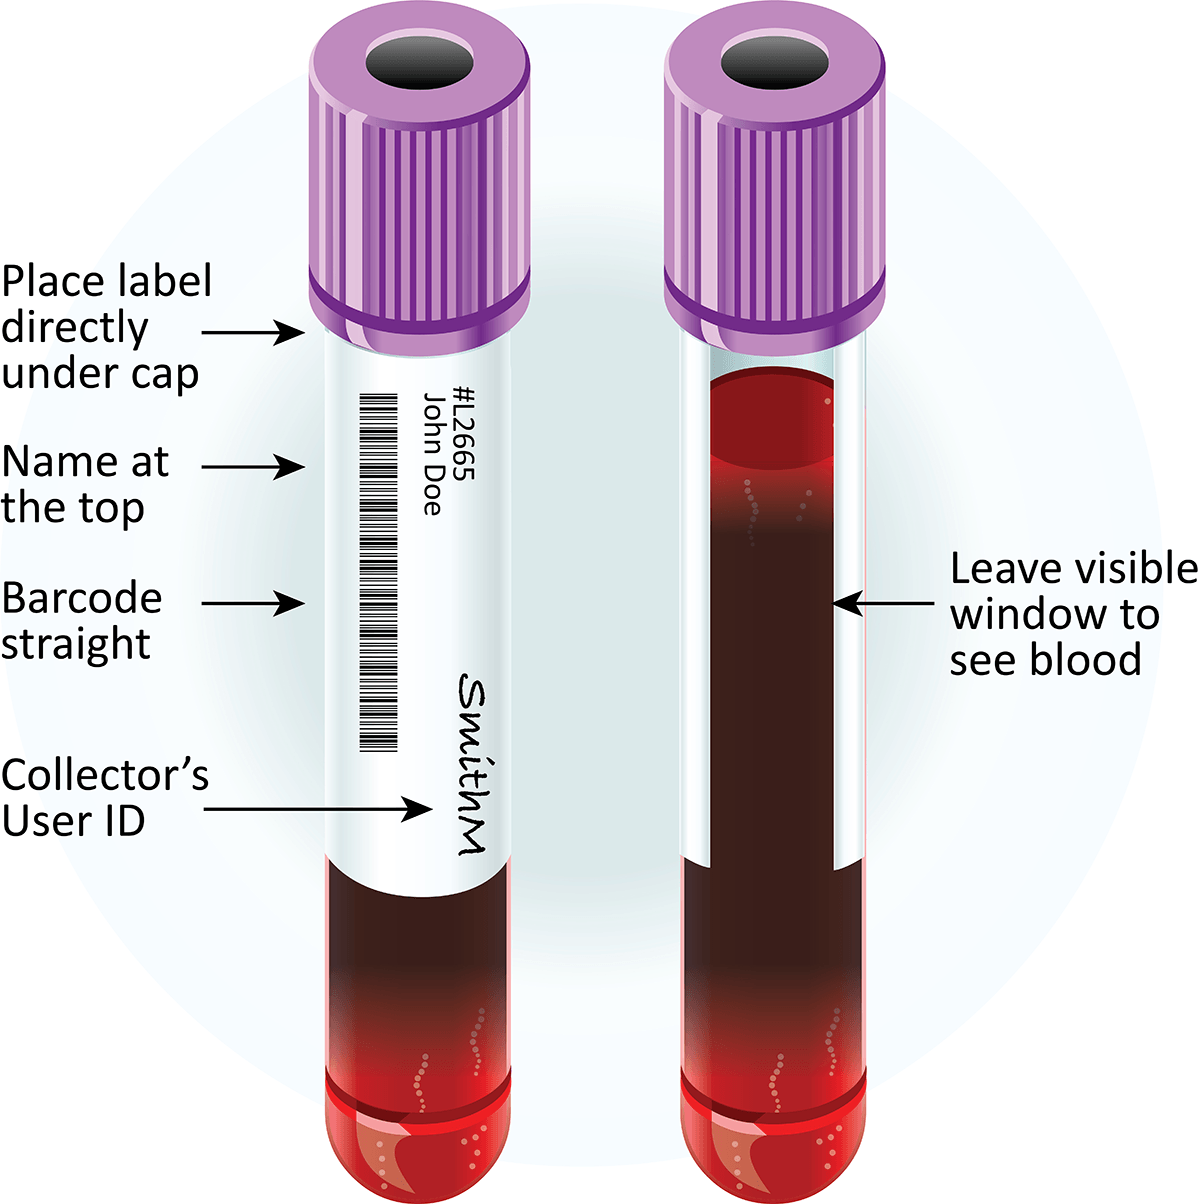 Place label
directly
under cap
Name at
the top
Barcode
straight
Collector’s
User ID
#L2665
John Doe
SmithM
Leave visible
window to
see blood